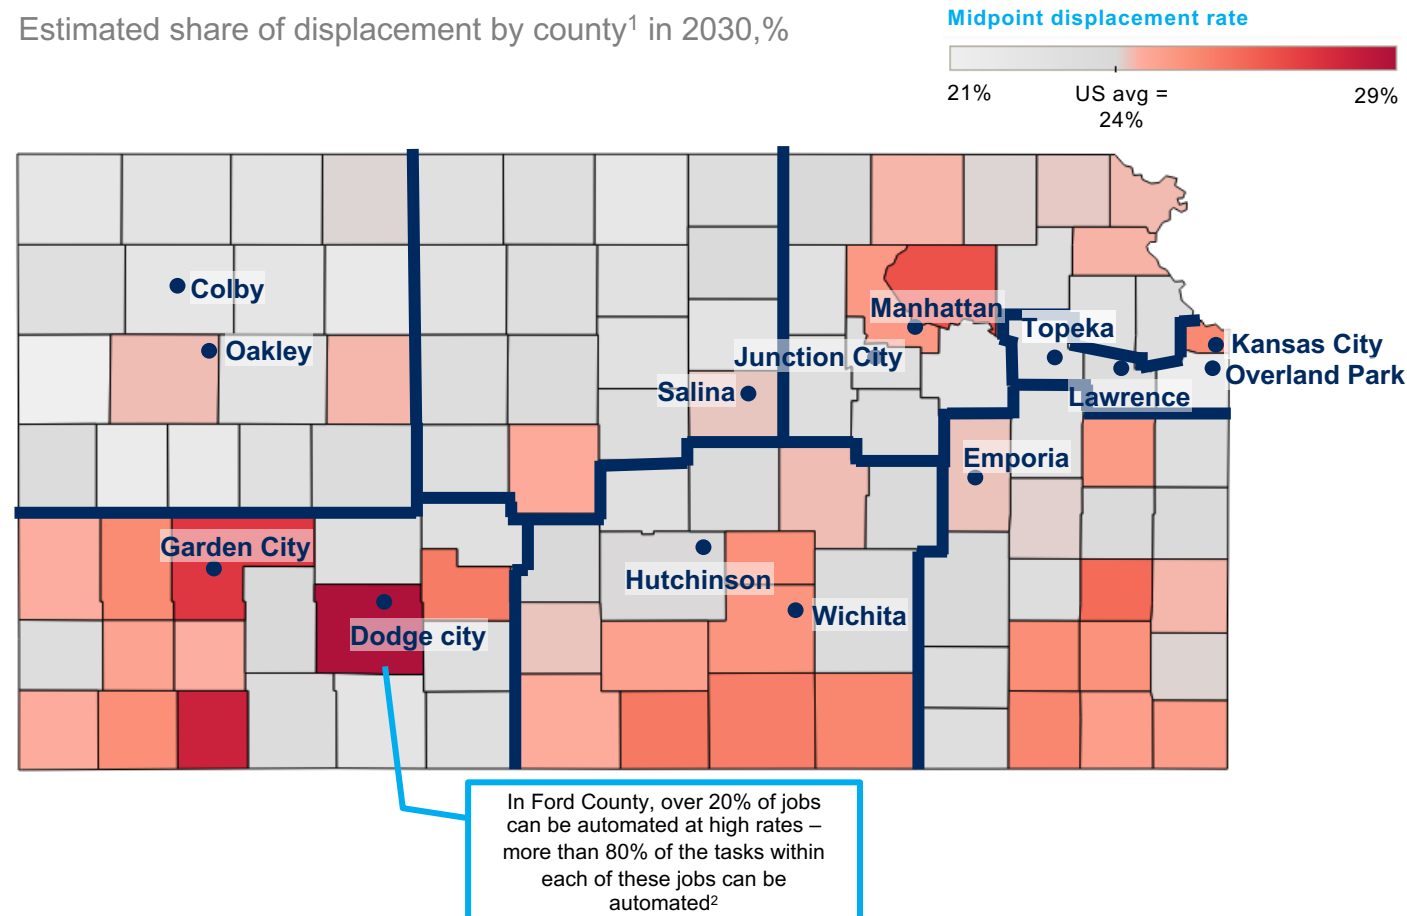 Estimated share of displacement by county¹ in 2030,%
Midpoint displacement rate
21%
US avg =
24%
29%
Colby
Oakley
Manhattan
Topeka
Junction City
Kansas City
Overland Park
Salina
Lawrence
Emporia
Garden City
Hutchinson
Wichita
Dodge city
In Ford County, over 20% of jobs
can be automated at high rates –
more than 80% of the tasks within
each of these jobs can be
automated²